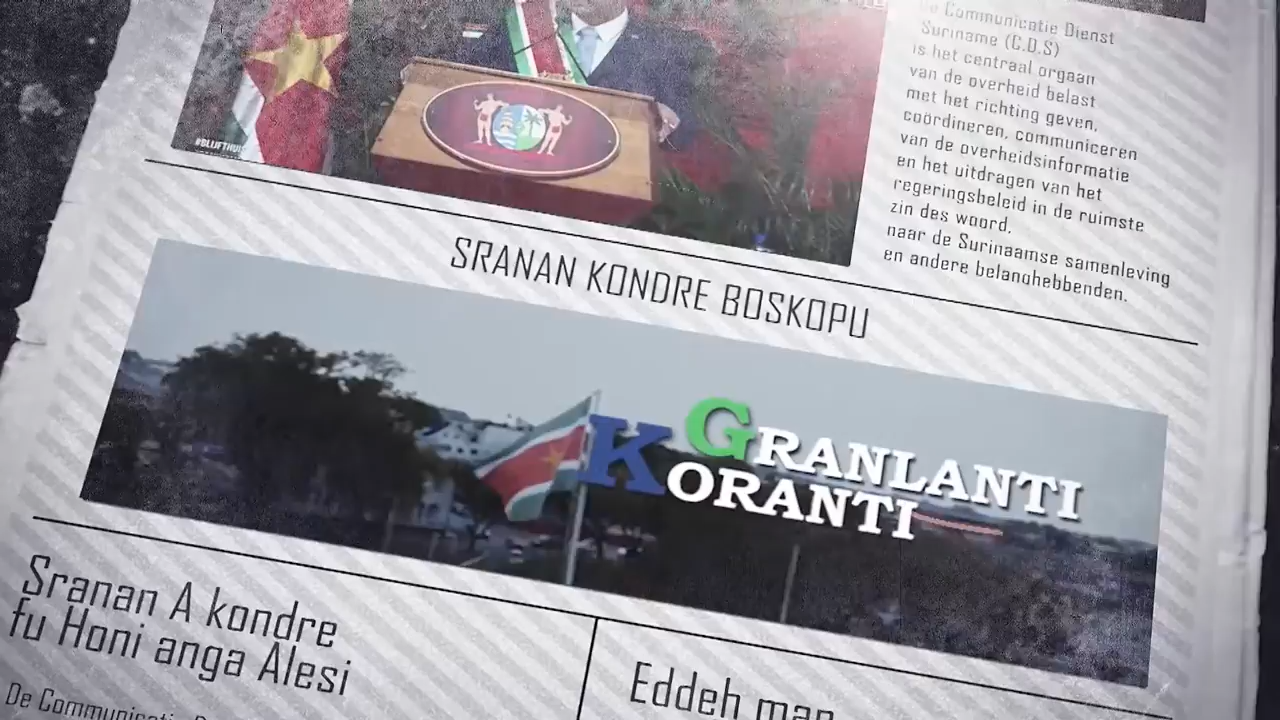 De Communicatie Dienst
Suriname (C.D.S)
is het centraal orgaan
van de overheid belast
met het richting geven,
coördineren, communiceren
van de overheidsinformatie
en het uitdragen van het
regeringsbeleid in de ruimste
zin des woord.
naar de Surinaamse samenleving
en andere belanghebbenden.
SRANAN KONDRE BOSKOPU
GRANLANTI
KORANTI
Sranan A kondre
fu Honi anga Alesi
De
Eddeh man